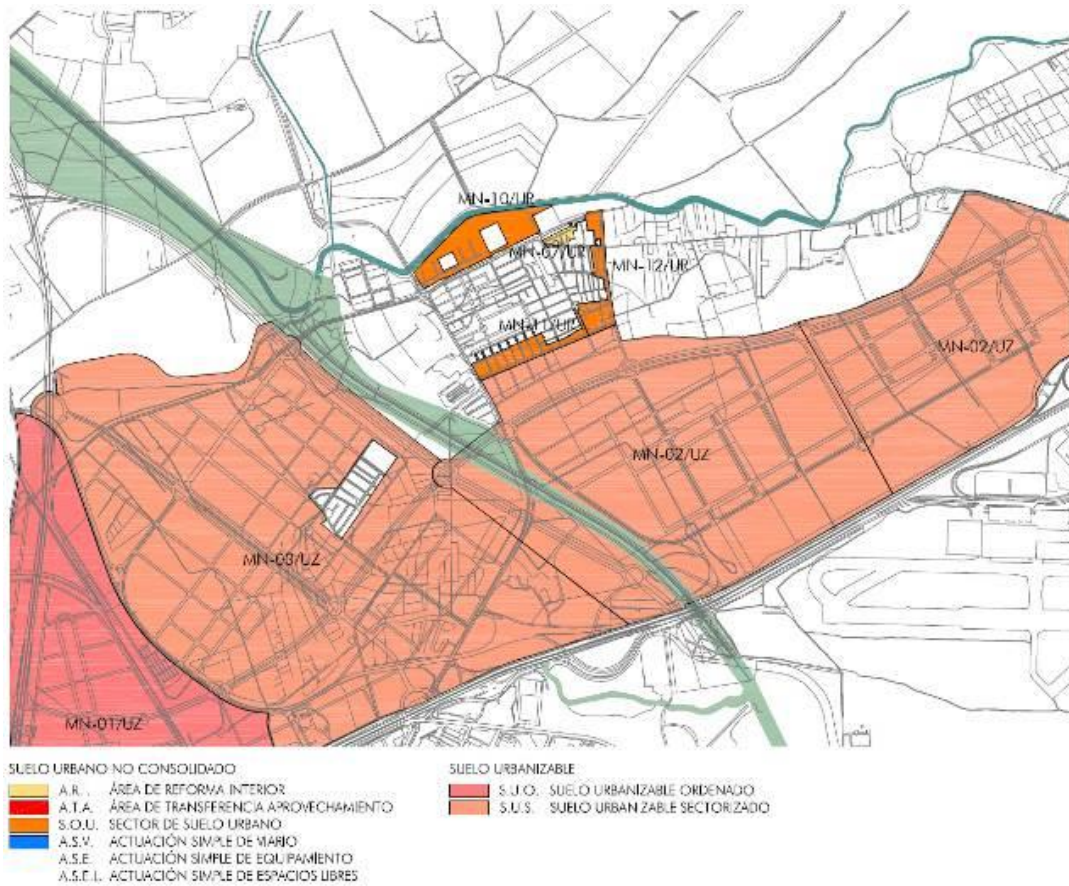 MN-10/UR
MN-07/UR
MN-12/UR
MN-11/UR
MN-02/UZ
MN-02/UZ
MN-03/UZ
MN-01/UZ
SUELO URBANO NO CONSOLIDADO
A.R. ÁREA DE REFORMA INTERIOR
A.T.A. ÁREA DE TRANSFERENCIA APROVECHAMIENTO
S.O.U. SECTOR DE SUELO URBANO
A.S.V. ACTUACIÓN SIMPLE DE VIARIO
A.S.E. ACTUACIÓN SIMPLE DE EQUIPAMIENTO
A.S.E.L. ACTUACIÓN SIMPLE DE ESPACIOS LIBRES
SUELO URBANIZABLE
S.U.O. SUELO URBANIZABLE ORDENADO
S.U.S. SUELO URBANIZABLE SECTORIZADO